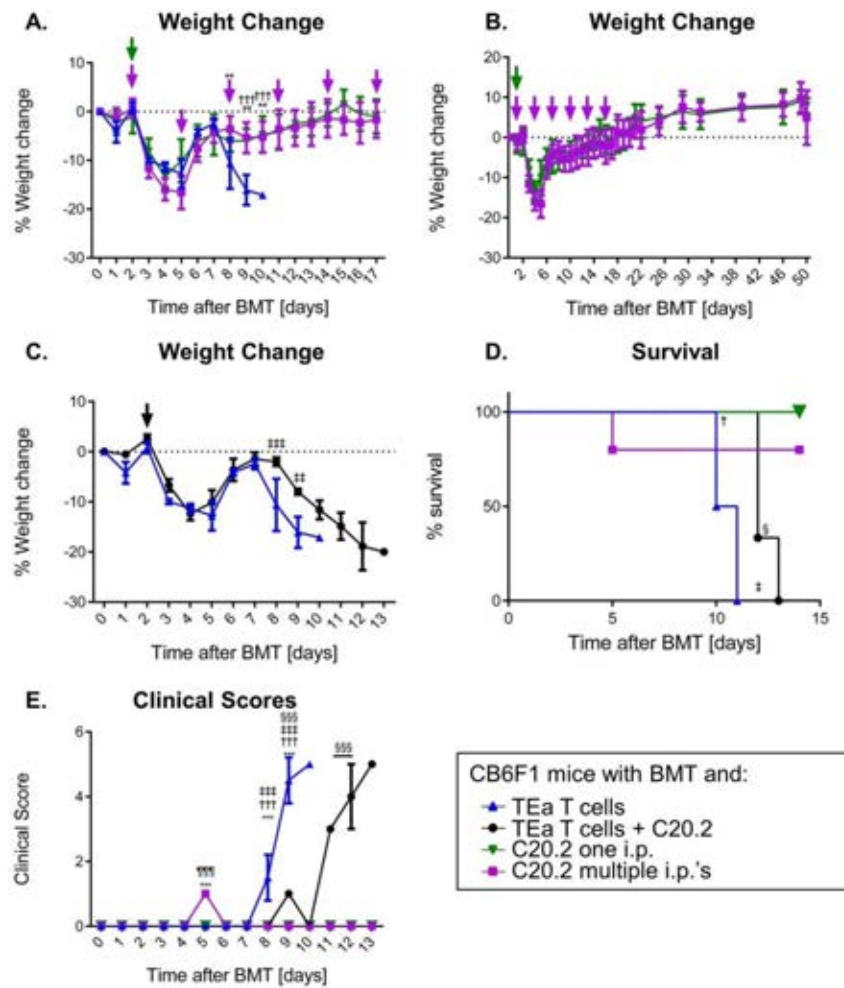 A. Weight Change
** ††† ††† ** **
20
10
0
-10
-20
-30
% Weight change
0 1 2 3 4 5 6 7 8 9 10 11 12 13 14 15 16 17
Time after BMT [days]
B. Weight Change
20
10
0
-10
-20
-30
% Weight change
2 6 10 14 18 22 26 30 34 38 42 46 50
Time after BMT [days]
C. Weight Change
‡‡‡
‡‡
10
0
-10
-20
-30
% Weight change
0 1 2 3 4 5 6 7 8 9 10 11 12 13
Time after BMT [days]
D. Survival
100
50
0
% survival
†
§
‡
0 5 10 15
Time after BMT [days]
E. Clinical Scores
6
4
2
0
Clinical Score
¶¶¶
***
‡‡‡
†††
***
§§§
‡‡‡
†††
§§§
0 1 2 3 4 5 6 7 8 9 10 11 12 13
Time after BMT [days]
CB6F1 mice with BMT and:
TEa T cells
TEa T cells + C20.2
C20.2 one i.p.
C20.2 multiple i.p.'s